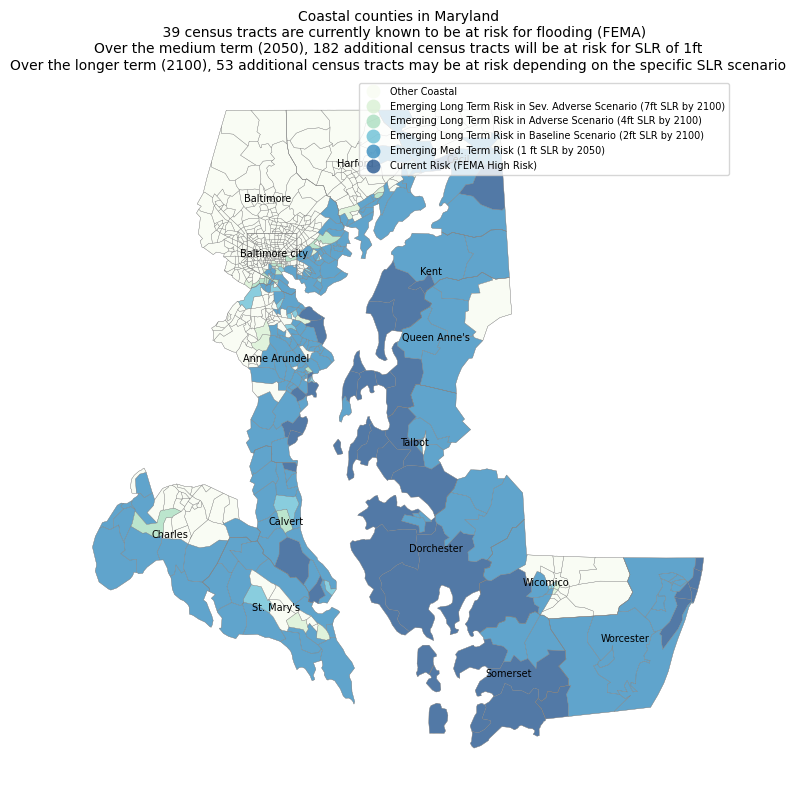 Coastal counties in Maryland
39 census tracts are currently known to be at risk for flooding (FEMA)
Over the medium term (2050), 182 additional census tracts will be at risk for SLR of 1ft
Over the longer term (2100), 53 additional census tracts may be at risk depending on the specific SLR scenario
Other Coastal
Emerging Long Term Risk in Sev. Adverse Scenario (7ft SLR by 2100)
Emerging Long Term Risk in Adverse Scenario (4ft SLR by 2100)
Emerging Long Term Risk in Baseline Scenario (2ft SLR by 2100)
Emerging Med. Term Risk (1 ft SLR by 2050)
Current Risk (FEMA High Risk)
Baltimore
Baltimore city
Kent
Queen Anne's
Anne Arundel
Talbot
Calvert
Charles
Dorchester
Wicomico
St. Mary's
Worcester
Somerset